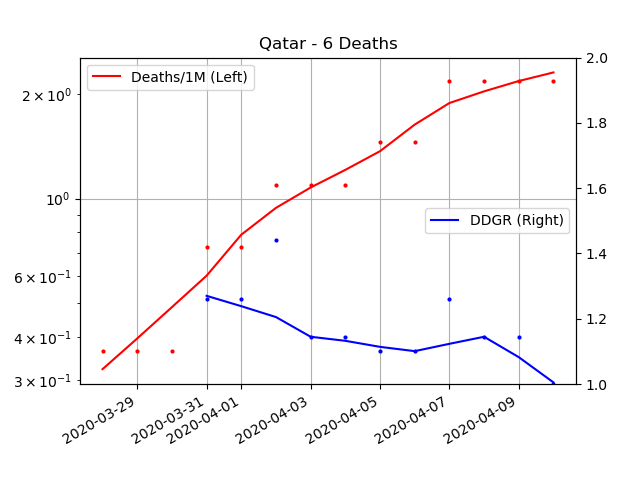 Qatar - 6 Deaths
Deaths/1M (Left)
DDGR (Right)
2 × 10⁰
10⁰
6 × 10⁻¹
4 × 10⁻¹
3 × 10⁻¹
2.0
1.8
1.6
1.4
1.2
1.0
2020-03-29
2020-03-31
2020-04-01
2020-04-03
2020-04-05
2020-04-07
2020-04-09